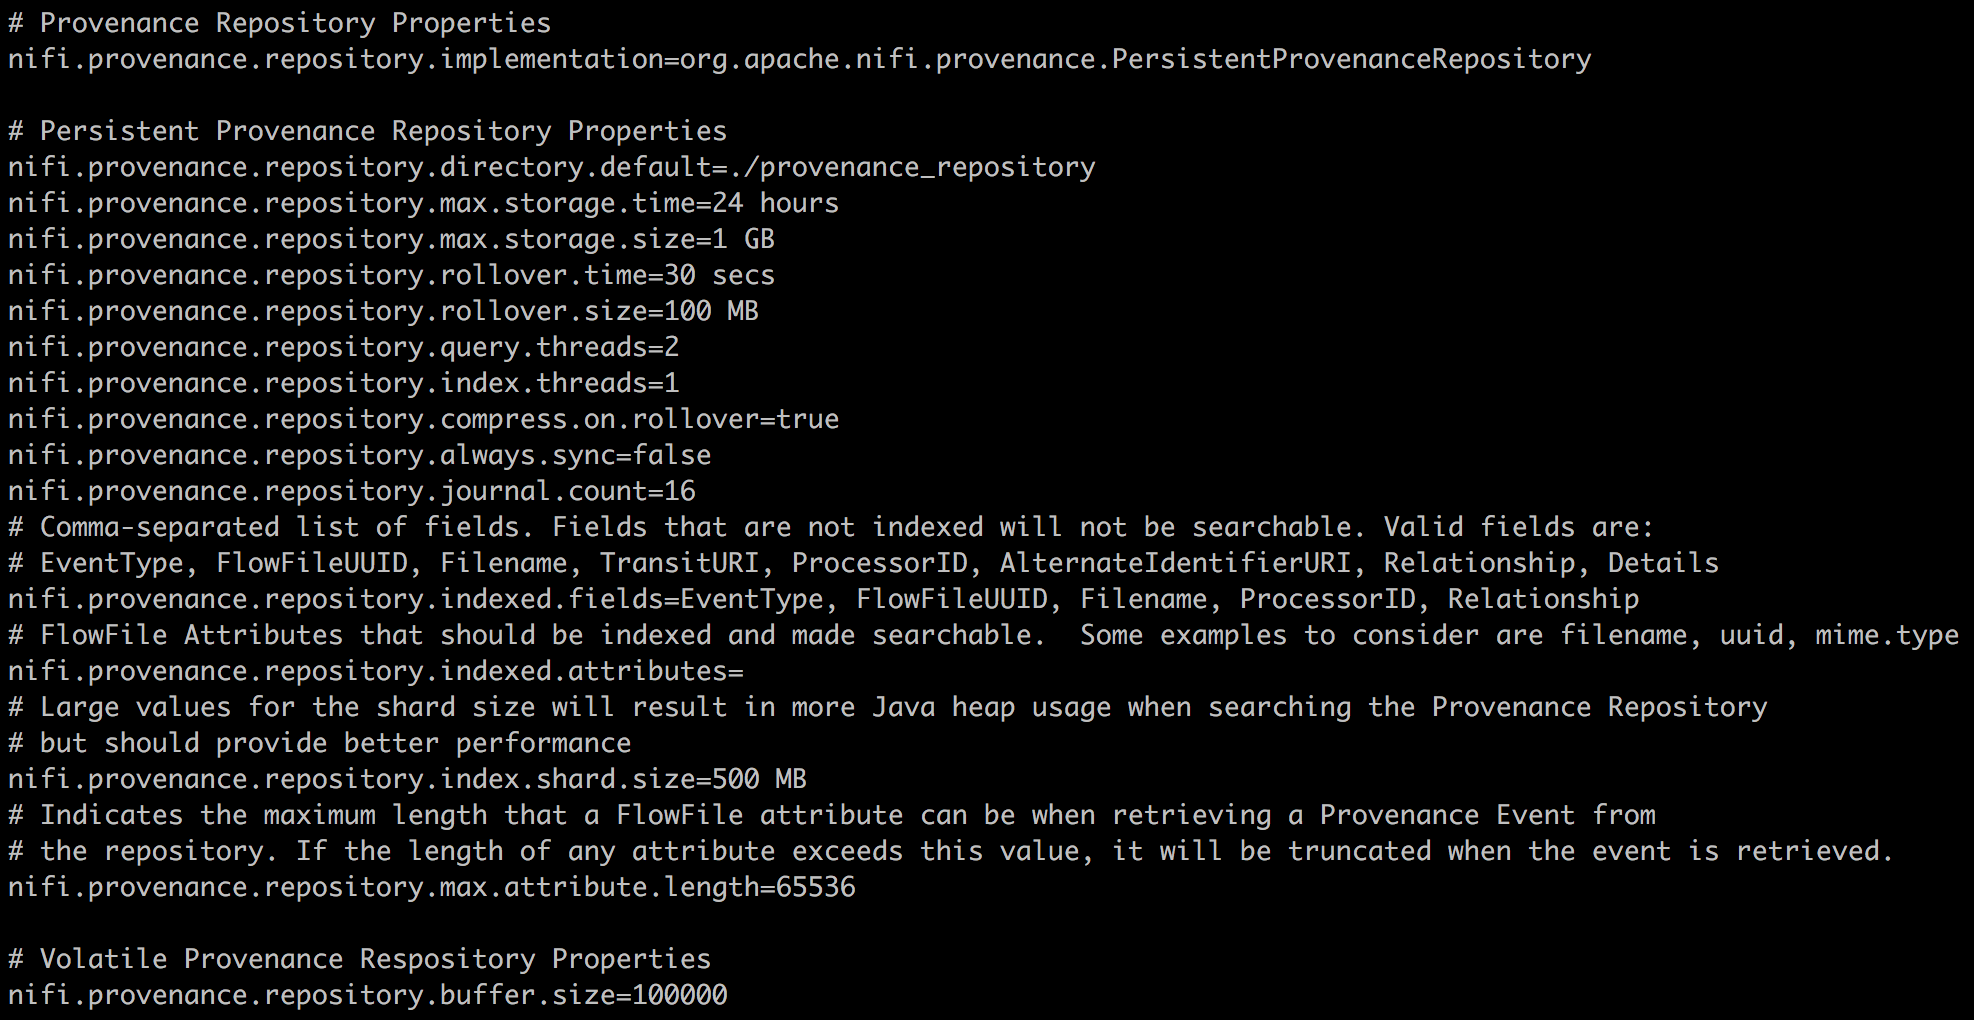 # Provenance Repository Properties
nifi.provenance.repository.implementation=org.apache.nifi.provenance.PersistentProvenanceRepository
# Persistent Provenance Repository Properties
nifi.provenance.repository.directory.default=./provenance_repository
nifi.provenance.repository.max.storage.time=24 hours
nifi.provenance.repository.max.storage.size=1 GB
nifi.provenance.repository.rollover.time=30 secs
nifi.provenance.repository.rollover.size=100 MB
nifi.provenance.repository.query.threads=2
nifi.provenance.repository.index.threads=1
nifi.provenance.repository.compress.on.rollover=true
nifi.provenance.repository.always.sync=false
nifi.provenance.repository.journal.count=16
# Comma-separated list of fields. Fields that are not indexed will not be searchable. Valid fields are:
# EventType, FlowFileUUID, Filename, TransitURI, ProcessorID, AlternateIdentifierURI, Relationship, Details
nifi.provenance.repository.indexed.fields=EventType, FlowFileUUID, Filename, ProcessorID, Relationship
# FlowFile Attributes that should be indexed and made searchable.  Some examples to consider are filename, uuid, mime.type
nifi.provenance.repository.indexed.attributes=
# Large values for the shard size will result in more Java heap usage when searching the Provenance Repository
# but should provide better performance
nifi.provenance.repository.index.shard.size=500 MB
# Indicates the maximum length that a FlowFile attribute can be when retrieving a Provenance Event from
# the repository. If the length of any attribute exceeds this value, it will be truncated when the event is retrieved.
nifi.provenance.repository.max.attribute.length=65536
# Volatile Provenance Respository Properties
nifi.provenance.repository.buffer.size=100000